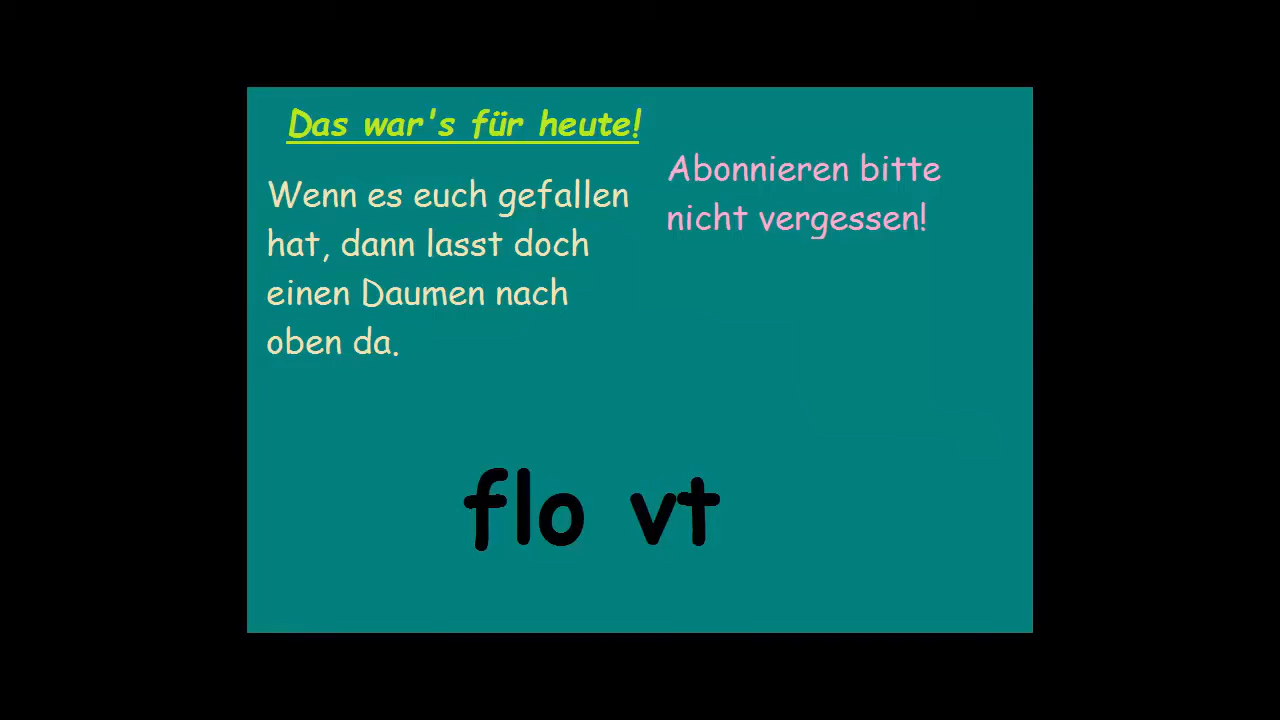 Das war's für heute!
Wenn es euch gefallen
hat, dann lasst doch
einen Daumen nach
oben da.
Abonnieren bitte
nicht vergessen!
flo vt